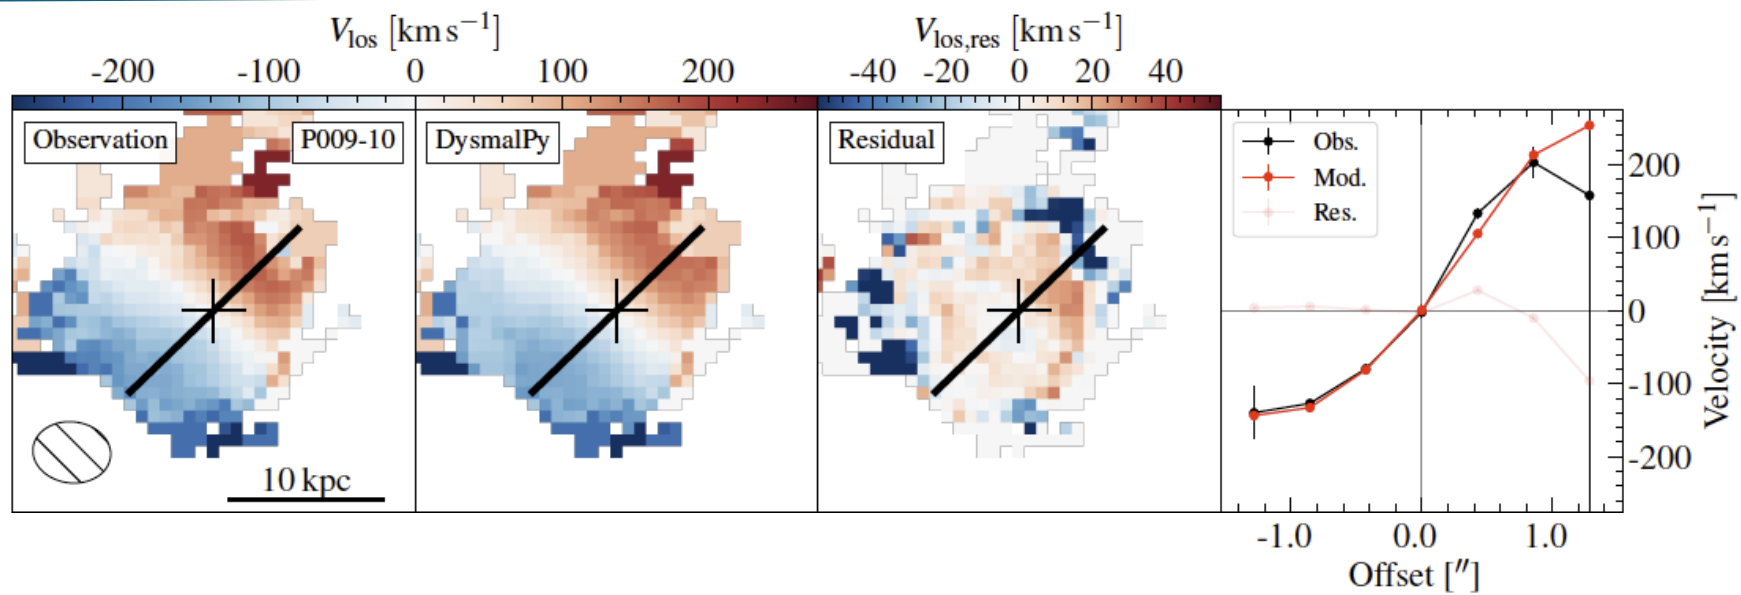 V_los [km s⁻¹]
V_los,res [km s⁻¹]
-200 -100 0 100 200
-40 -20 0 20 40
Observation
P009-10
DysmalPy
Residual
Obs.
Mod.
Res.
200
100
0
-100
-200
Velocity [km s⁻¹]
10 kpc
-1.0 0.0 1.0
Offset [″]